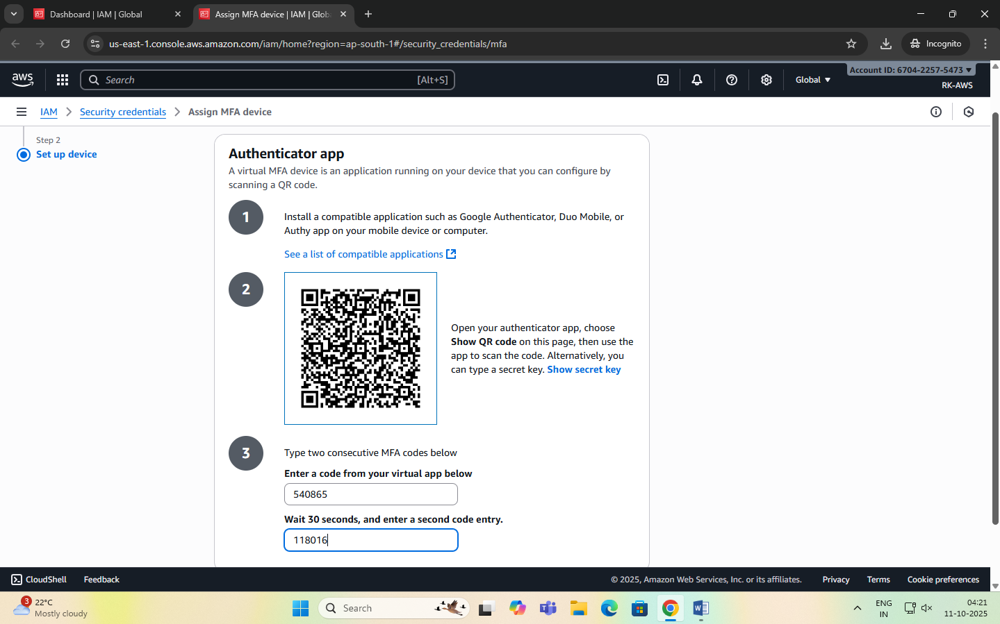 Dashboard | IAM | Global
Assign MFA device | IAM | Glob
us-east-1.console.aws.amazon.com/iam/home?region=ap-south-1#/security_credentials/mfa
Incognito
aws
Search
[Alt+S]
Global
Account ID: 6704-2257-5473
RK-AWS
IAM
Security credentials
Assign MFA device
Step 2
Set up device
Authenticator app
A virtual MFA device is an application running on your device that you can configure by
scanning a QR code.
1
Install a compatible application such as Google Authenticator, Duo Mobile, or
Authy app on your mobile device or computer.
See a list of compatible applications
2
Open your authenticator app, choose
Show QR code on this page, then use the
app to scan the code. Alternatively, you
can type a secret key. Show secret key
3
Type two consecutive MFA codes below
Enter a code from your virtual app below
540865
Wait 30 seconds, and enter a second code entry.
118016
CloudShell
Feedback
© 2025, Amazon Web Services, Inc. or its affiliates.
Privacy
Terms
Cookie preferences
3
22°C
Mostly cloudy
Search
ENG
IN
04:21
11-10-2025